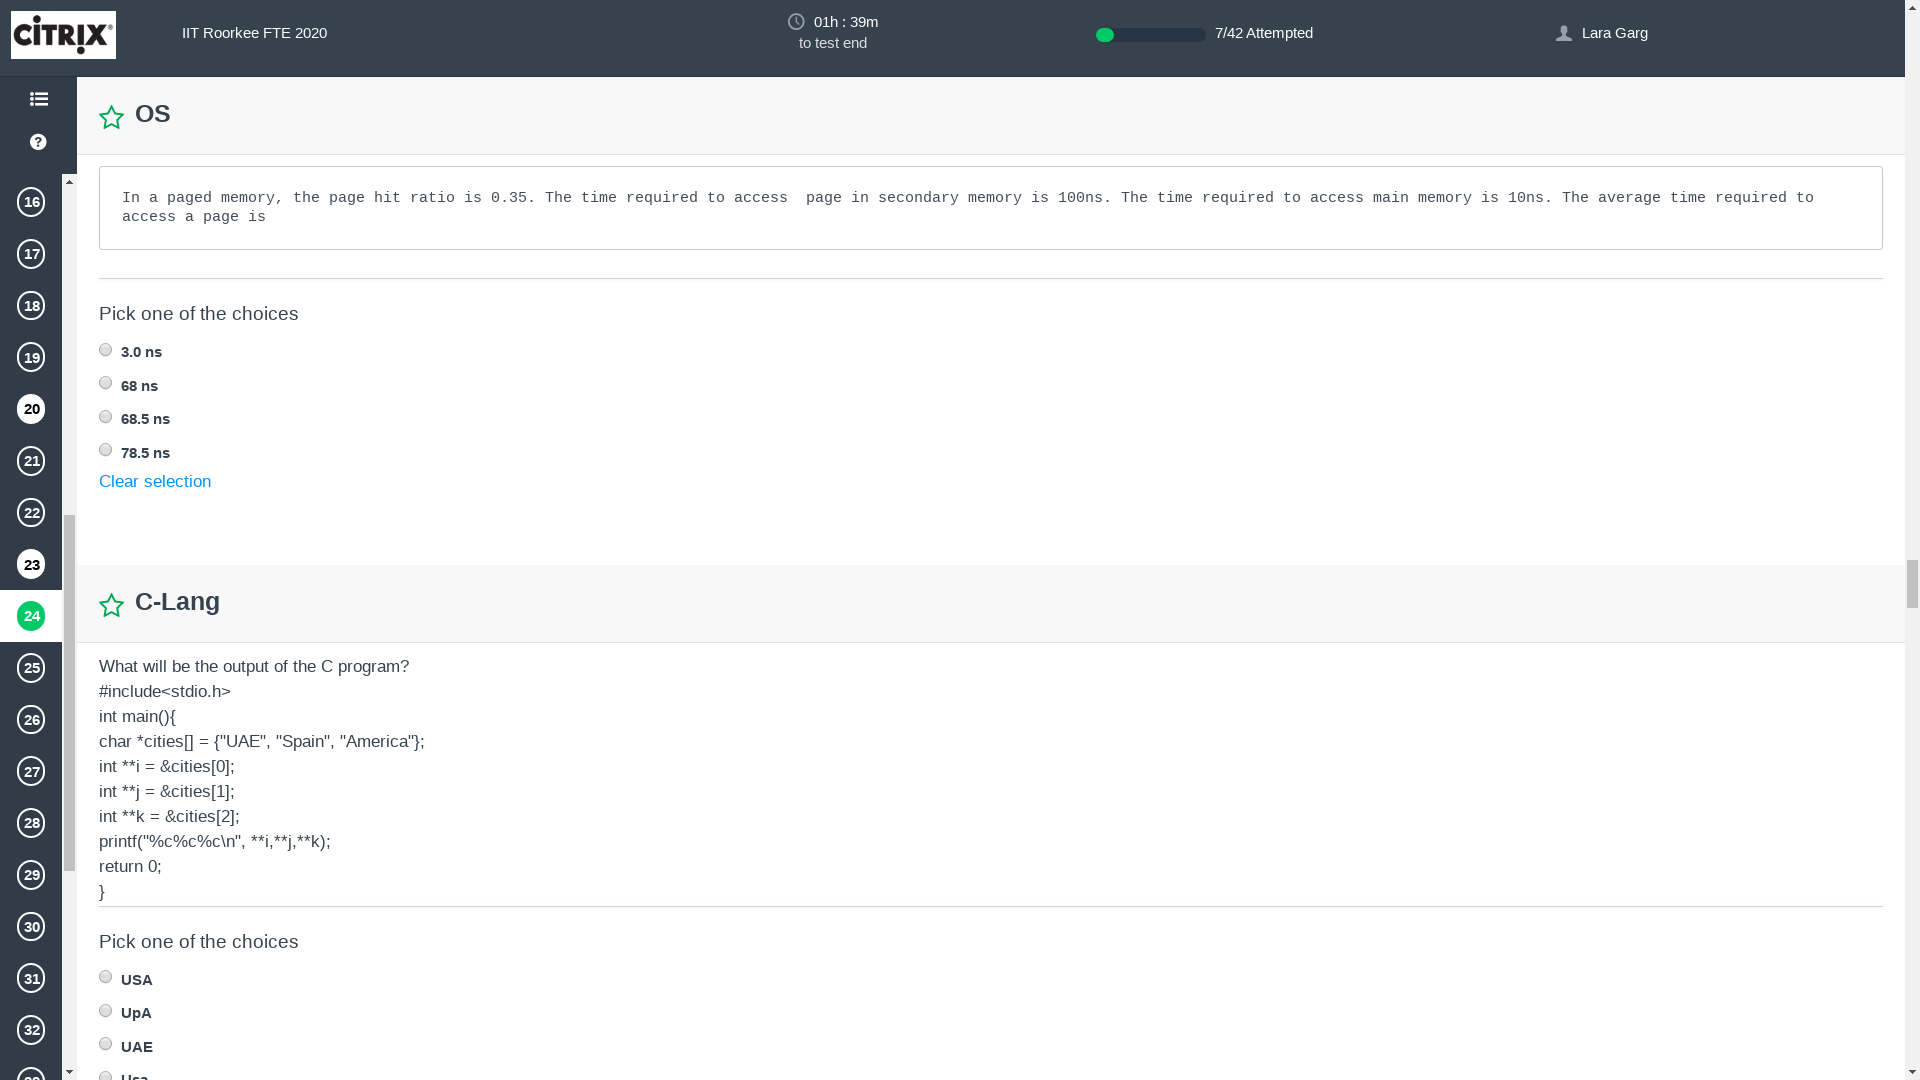 CiTRIX®
IIT Roorkee FTE 2020
01h : 39m
to test end
7/42 Attempted
Lara Garg
OS
In a paged memory, the page hit ratio is 0.35. The time required to access  page in secondary memory is 100ns. The time required to access main memory is 10ns. The average time required to
access a page is
Pick one of the choices
3.0 ns
68 ns
68.5 ns
78.5 ns
Clear selection
C-Lang
What will be the output of the C program?
#include<stdio.h>
int main(){
char *cities[] = {"UAE", "Spain", "America"};
int **i = &cities[0];
int **j = &cities[1];
int **k = &cities[2];
printf("%c%c%c\n", **i,**j,**k);
return 0;
}
Pick one of the choices
USA
UpA
UAE
Usa
16
17
18
19
20
21
22
23
24
25
26
27
28
29
30
31
32